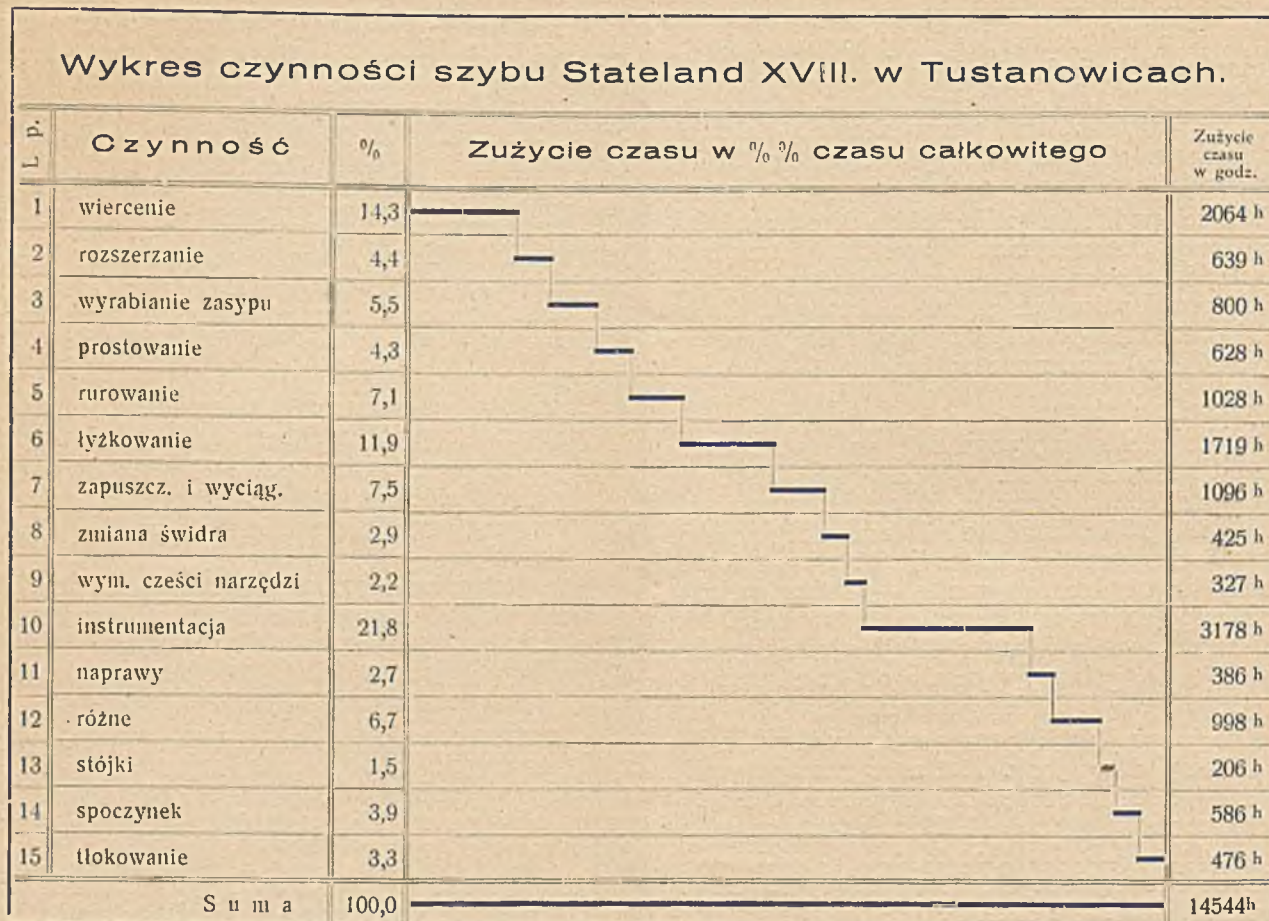 Wykres czynności szybu Stateland XVIII. w Tustanowicach.
L p. Czynność % Zużycie czasu w % % czasu całkowitego Zużycie czasu w godz.
1 wiercenie 14,3 2064 h
2 rozszerzanie 4,4 639 h
3 wyrabianie zasypu 5,5 800 h
4 prostowanie 4,3 628 h
5 rurowanie 7,1 1028 h
6 łyżkowanie 11,9 1719 h
7 zapuszcz. i wyciąg. 7,5 1096 h
8 zmiana świdra 2,9 425 h
9 wym. cześci narzędzi 2,2 327 h
10 instrumentacja 21,8 3178 h
11 naprawy 2,7 386 h
12 różne 6,7 998 h
13 stójki 1,5 206 h
14 spoczynek 3,9 586 h
15 tłokowanie 3,3 476 h
Suma 100,0 14544h